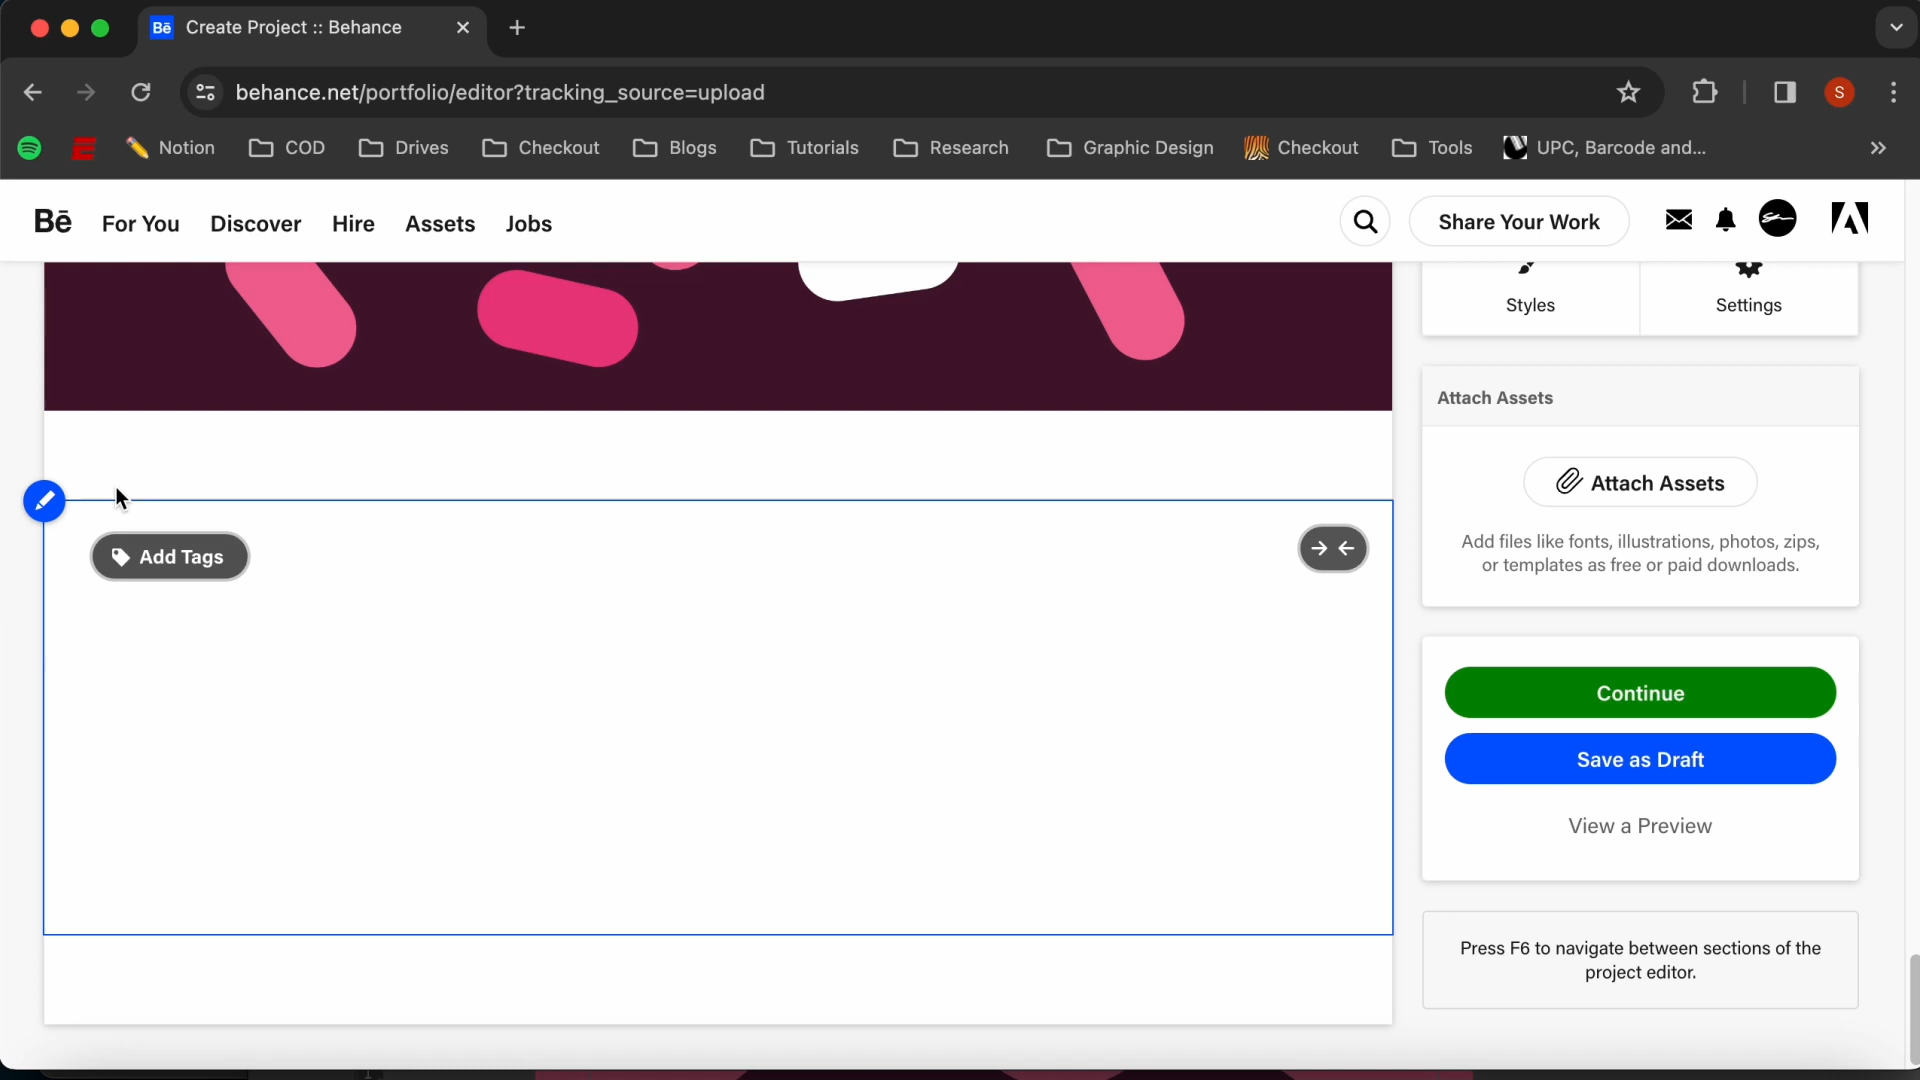 Bē Create Project :: Behance
behance.net/portfolio/editor?tracking_source=upload
S
Notion COD Drives Checkout Blogs Tutorials Research Graphic Design Checkout Tools UPC, Barcode and...
Bē For You Discover Hire Assets Jobs Share Your Work
Styles Settings
Attach Assets
Attach Assets
Add files like fonts, illustrations, photos, zips,
or templates as free or paid downloads.
Add Tags
Continue
Save as Draft
View a Preview
Press F6 to navigate between sections of the
project editor.